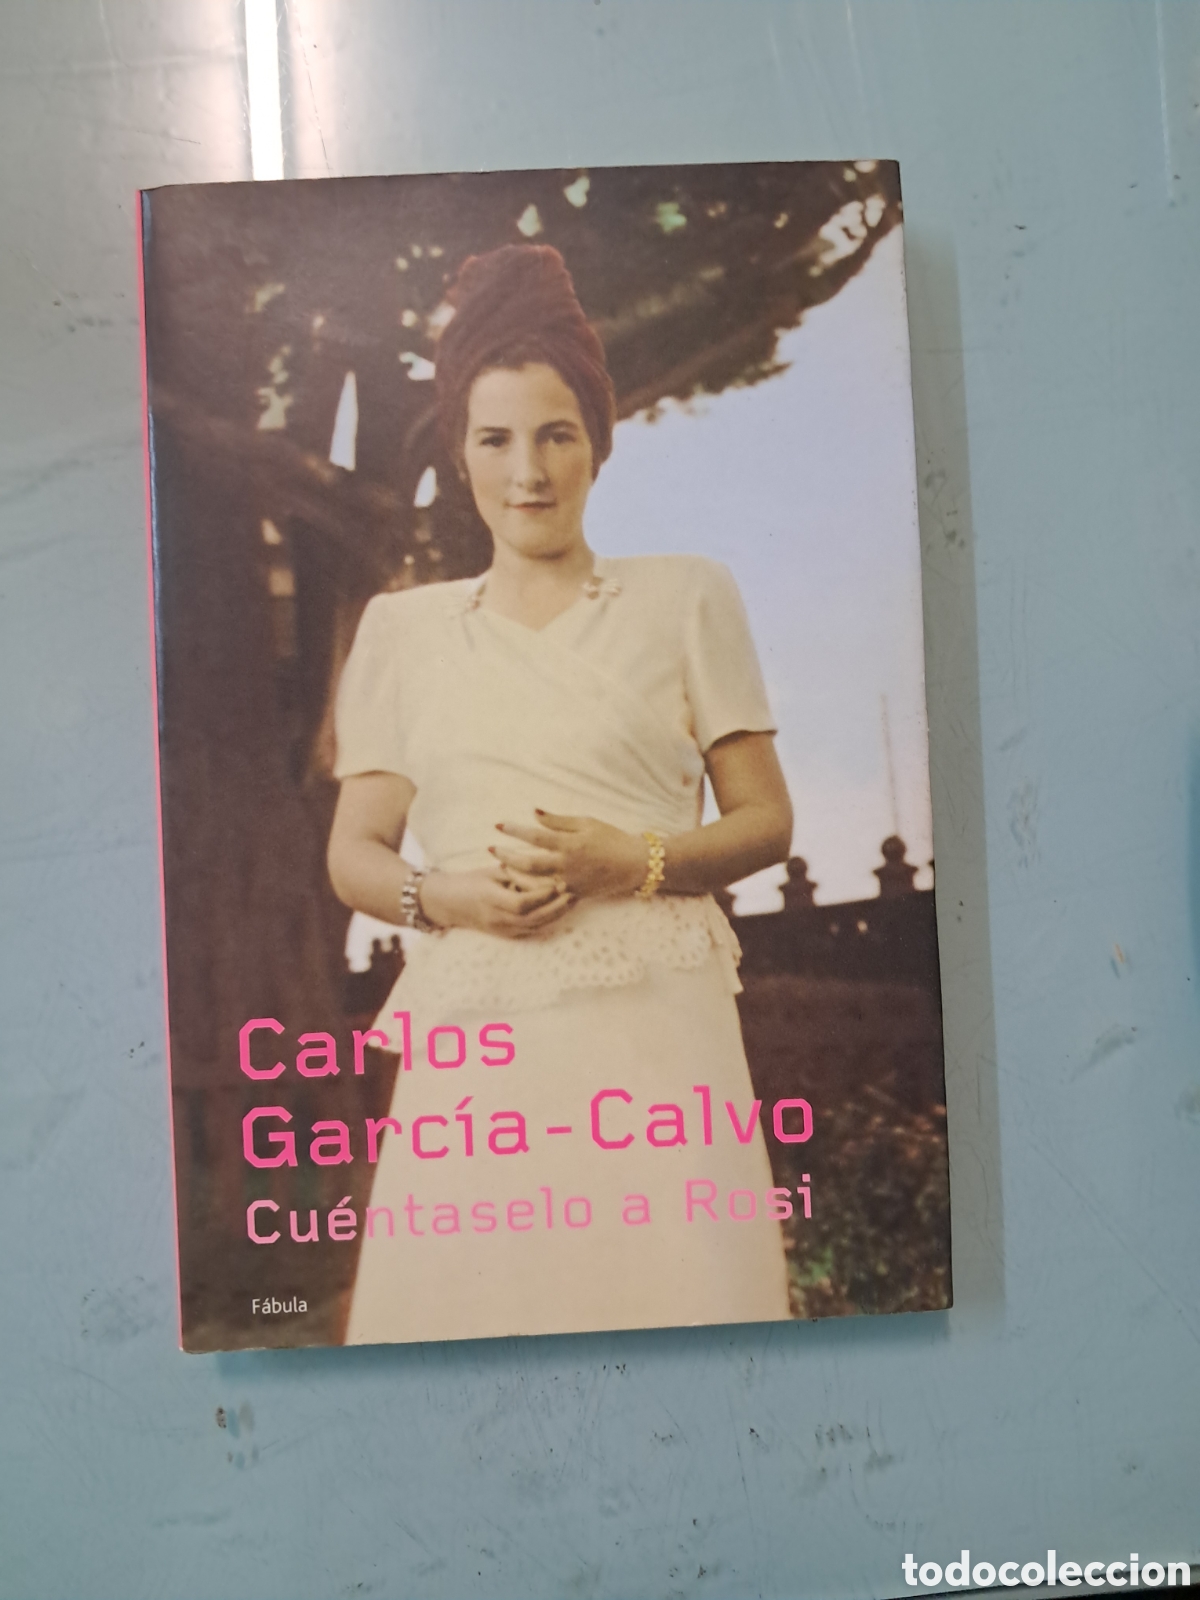 Carlos
García-Calvo
Cuéntaselo a Rosi
Fábula
todocoleccion